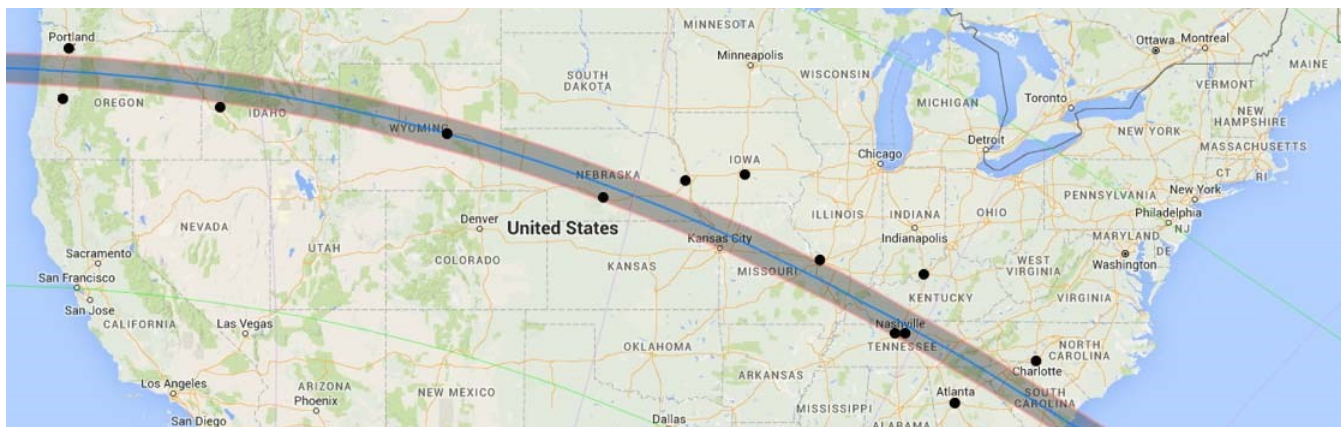 Portland
OREGON
IDAHO
WYOMING
SOUTH
DAKOTA
NEBRASKA
MINNESOTA
Minneapolis
WISCONSIN
MICHIGAN
IOWA
Chicago
Detroit
Toronto
Ottawa
Montreal
MAINE
VERMONT
NEW
HAMPSHIRE
NEW YORK
MASSACHUSETTS
CT
RI
PENNSYLVANIA
New York
Philadelphia
NJ
MARYLAND
DE
Washington
NEVADA
UTAH
Denver
COLORADO
United States
KANSAS
Kansas City
MISSOURI
ILLINOIS
INDIANA
Indianapolis
OHIO
WEST
VIRGINIA
KENTUCKY
VIRGINIA
Sacramento
San Francisco
San Jose
CALIFORNIA
Las Vegas
Los Angeles
San Diego
ARIZONA
Phoenix
NEW MEXICO
OKLAHOMA
Dallas
ARKANSAS
Nashville
TENNESSEE
MISSISSIPPI
ALABAMA
Atlanta
NORTH
CAROLINA
Charlotte
SOUTH
CAROLINA